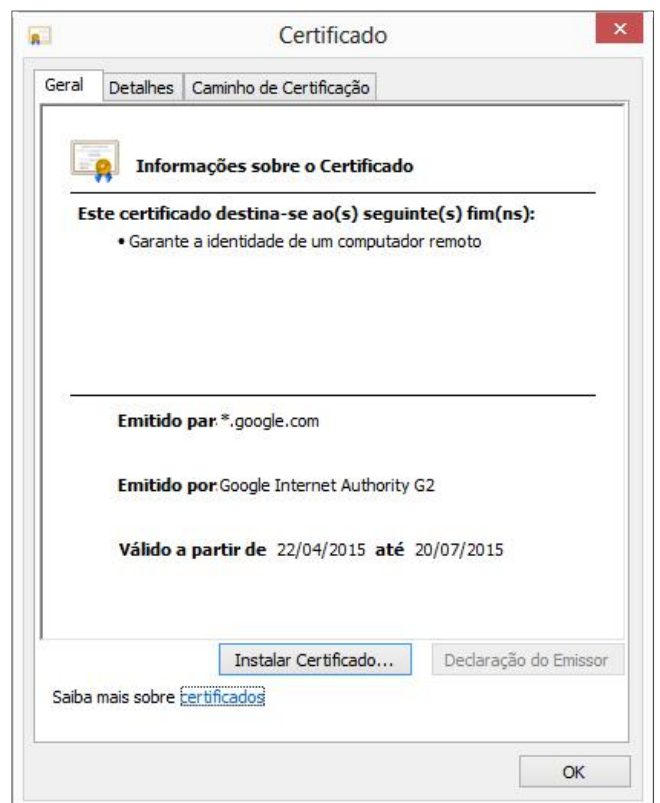 Certificado
Geral Detalhes Caminho de Certificação
Informações sobre o Certificado
Este certificado destina-se ao(s) seguinte(s) fim(ns):
• Garante a identidade de um computador remoto
Emitido par *.google.com
Emitido por Google Internet Authority G2
Válido a partir de 22/04/2015 até 20/07/2015
Instalar Certificado... Declaração do Emissor
Saiba mais sobre certificados
OK